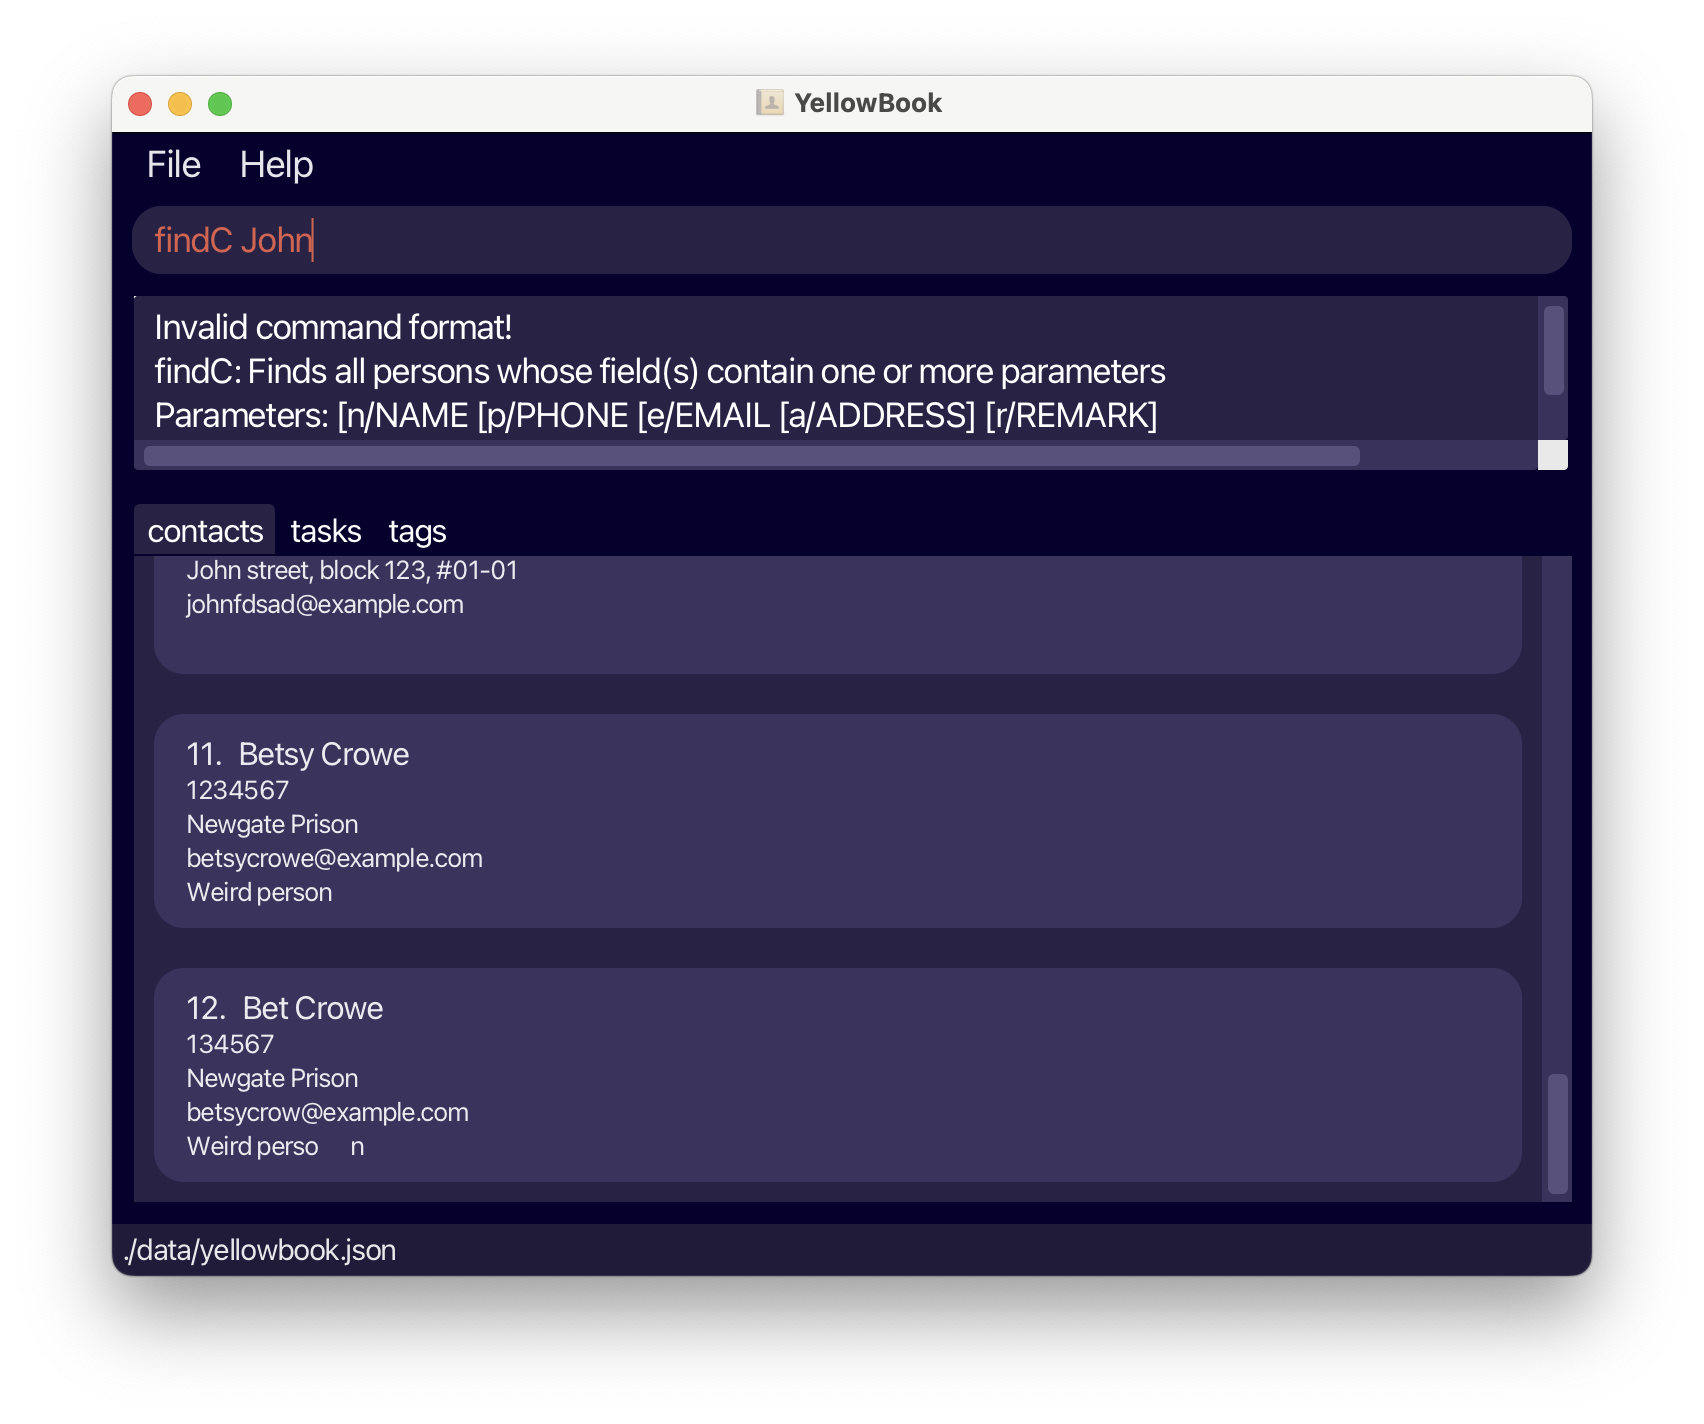 YellowBook
File Help
findC John
Invalid command format!
findC: Finds all persons whose field(s) contain one or more parameters
Parameters: [n/NAME [p/PHONE [e/EMAIL [a/ADDRESS] [r/REMARK]
contacts tasks tags
John street, block 123, #01-01
johnfdsad@example.com
11. Betsy Crowe
1234567
Newgate Prison
betsycrowe@example.com
Weird person
12. Bet Crowe
134567
Newgate Prison
betsycrow@example.com
Weird perso n
./data/yellowbook.json